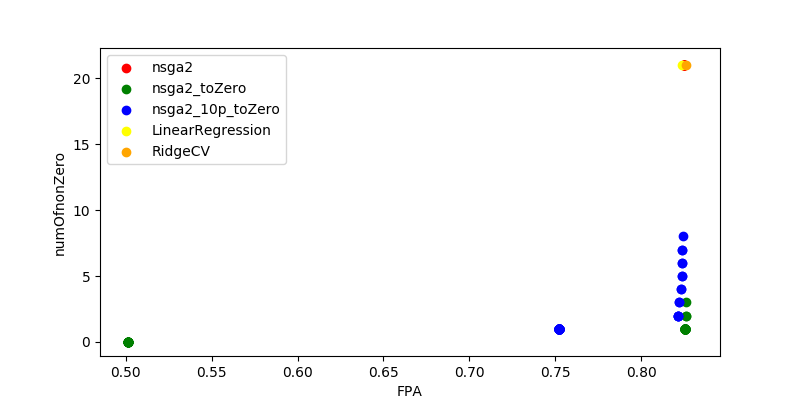 nsga2
nsga2_toZero
nsga2_10p_toZero
LinearRegression
RidgeCV
numOfnonZero
20
15
10
5
0
0.50 0.55 0.60 0.65 0.70 0.75 0.80
FPA